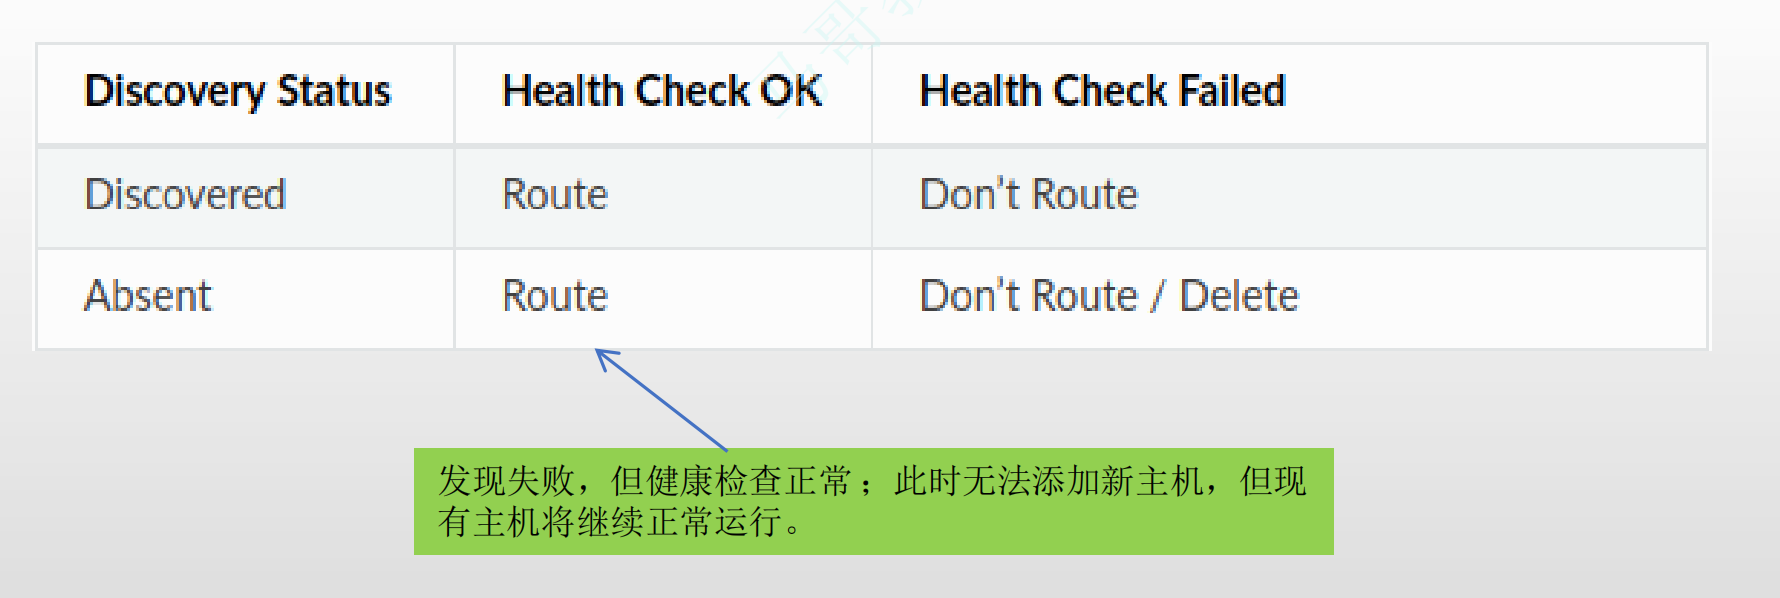 哥
Discovery Status Health Check OK Health Check Failed
Discovered Route Don't Route
Absent Route Don't Route / Delete
发现失败，但健康检查正常；此时无法添加新主机，但现
有主机将继续正常运行。